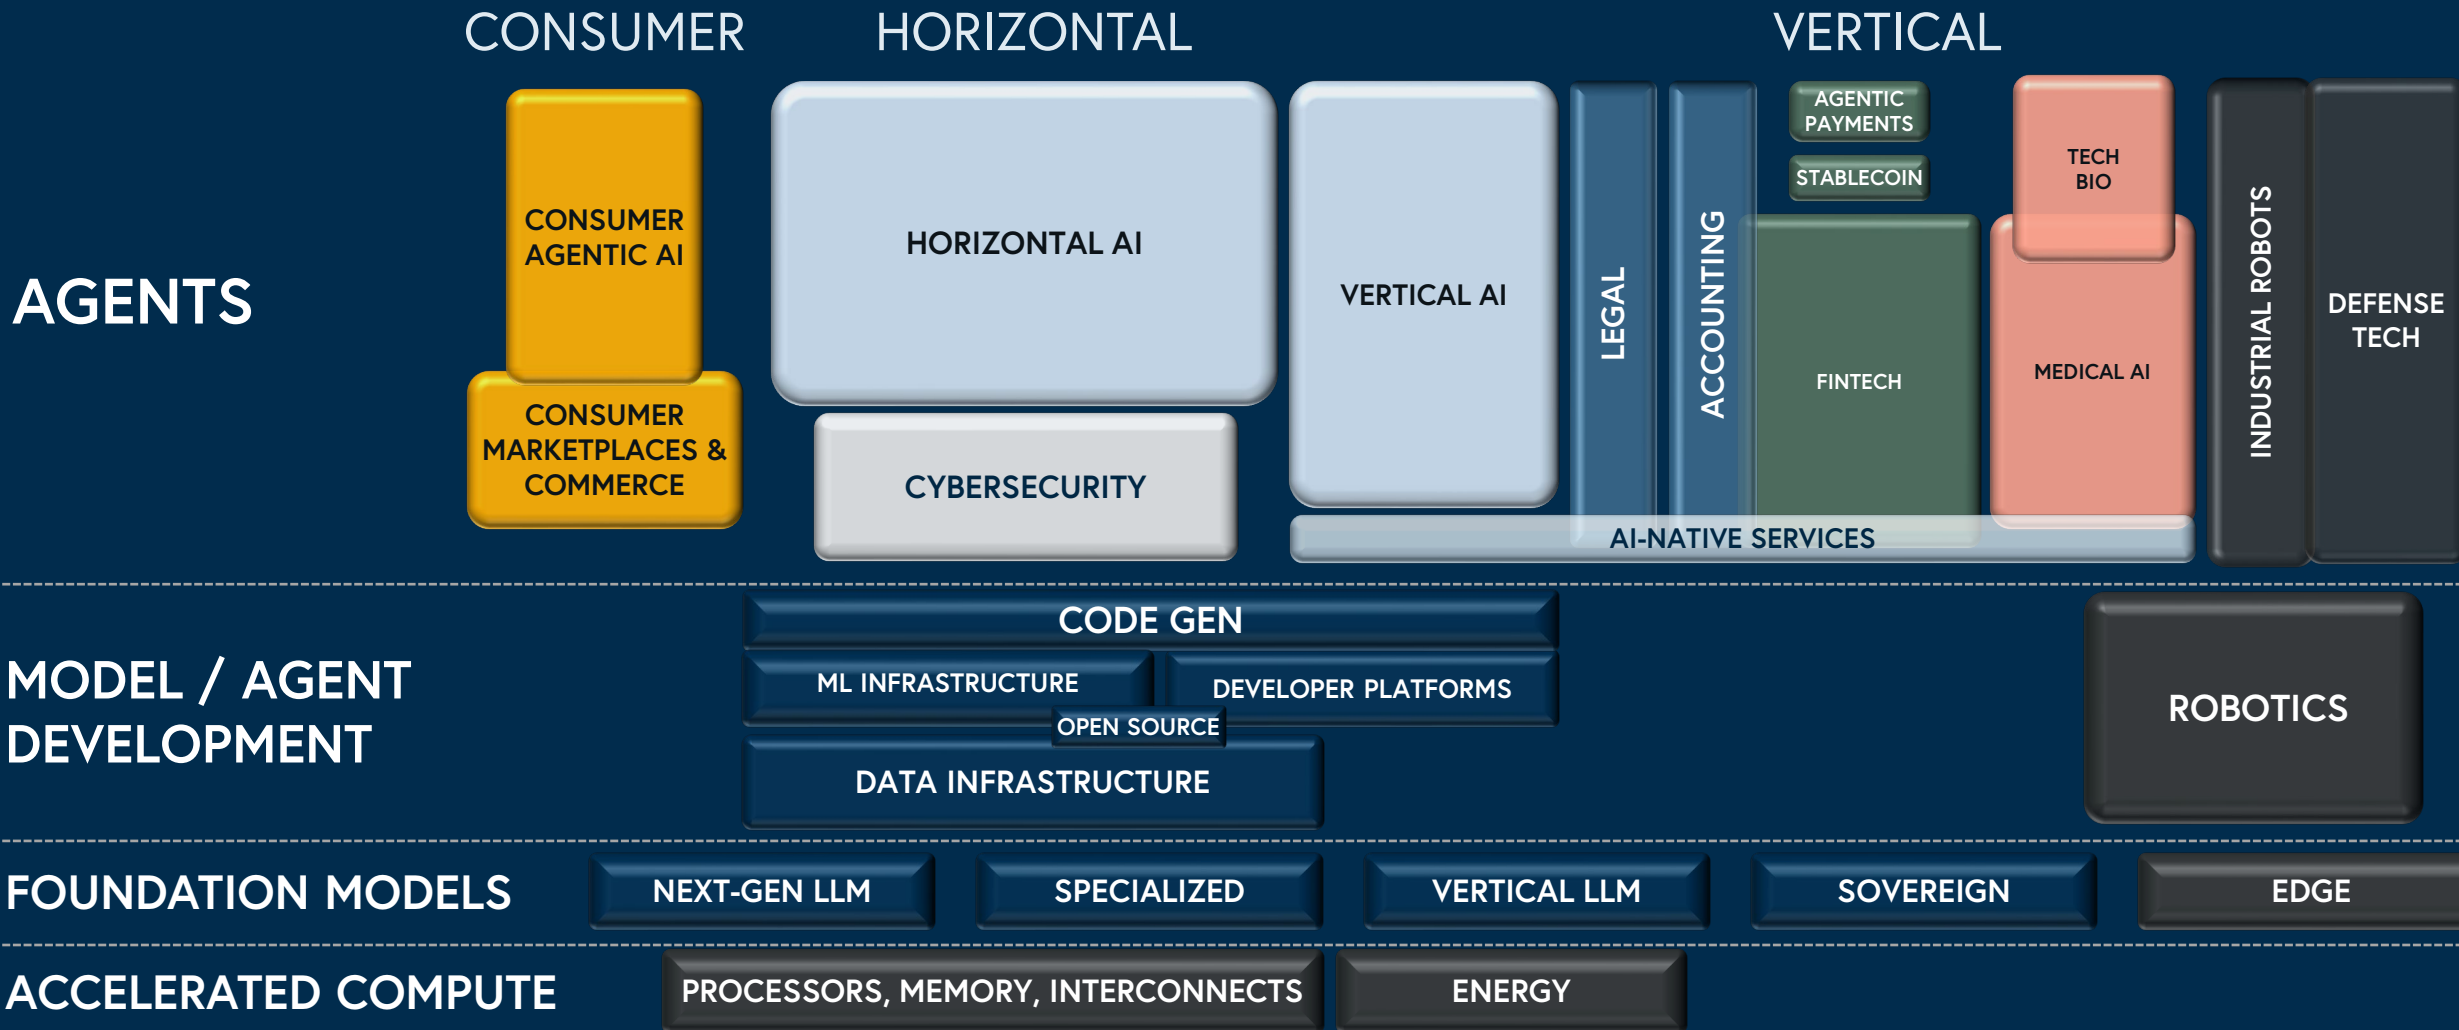 CONSUMER
HORIZONTAL
VERTICAL
AGENTS
CONSUMER
AGENTIC AI
CONSUMER
MARKETPLACES &
COMMERCE
HORIZONTAL AI
CYBERSECURITY
VERTICAL AI
LEGAL
ACCOUNTING
AGENTIC
PAYMENTS
STABLECOIN
FINTECH
TECH
BIO
MEDICAL AI
INDUSTRIAL ROBOTS
DEFENSE
TECH
AI-NATIVE SERVICES
MODEL / AGENT
DEVELOPMENT
CODE GEN
ML INFRASTRUCTURE
DEVELOPER PLATFORMS
OPEN SOURCE
DATA INFRASTRUCTURE
ROBOTICS
FOUNDATION MODELS
NEXT-GEN LLM
SPECIALIZED
VERTICAL LLM
SOVEREIGN
EDGE
ACCELERATED COMPUTE
PROCESSORS, MEMORY, INTERCONNECTS
ENERGY